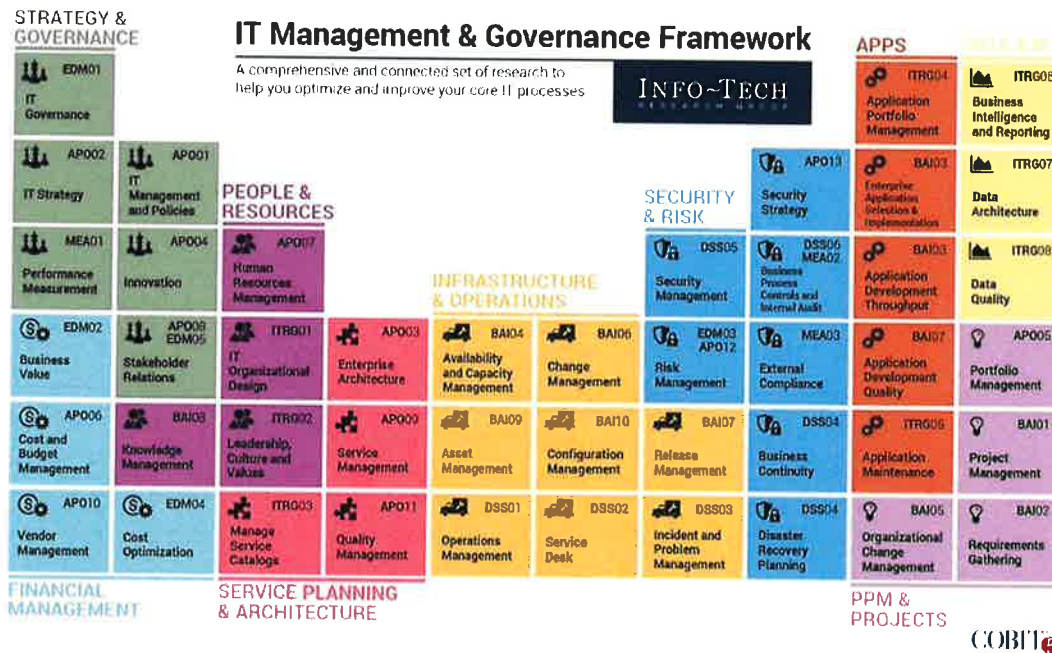 STRATEGY &
GOVERNANCE
IT Management & Governance Framework
A comprehensive and connected set of research to
help you optimize and improve your core IT processes
INFO~TECH
RESEARCH GROUP
APPS
EDM01
IT
Governance
ITRG04
Application
Portfolio
Management
ITRG06
Business
Intelligence
and Reporting
APO02
IT Strategy
APO01
IT
Management
and Policies
PEOPLE &
RESOURCES
SECURITY
& RISK
APO13
Security
Strategy
BAI03
Enterprise
Application
Selection &
Implementation
ITRG07
Data
Architecture
MEA01
Performance
Measurement
APO04
Innovation
APO07
Human
Resources
Management
INFRASTRUCTURE
& OPERATIONS
DSS05
Security
Management
DSS06
MEA02
Business
Process
Controls and
Internal Audit
BAI03
Application
Development
Throughput
ITRG08
Data
Quality
EDM02
Business
Value
APO08
EDM05
Stakeholder
Relations
ITRG01
IT
Organizational
Design
APO03
Enterprise
Architecture
BAI04
Availability
and Capacity
Management
BAI06
Change
Management
EDM03
APO12
Risk
Management
MEA03
External
Compliance
BAI07
Application
Development
Quality
APO05
Portfolio
Management
APO06
Cost and
Budget
Management
BAI08
Knowledge
Management
ITRG02
Leadership,
Culture and
Values
APO09
Service
Management
BAI09
Asset
Management
BAI10
Configuration
Management
BAI07
Release
Management
DSS04
Business
Continuity
ITRG05
Application
Maintenance
BAI01
Project
Management
APO10
Vendor
Management
EDM04
Cost
Optimization
ITRG03
Manage
Service
Catalogs
APO11
Quality
Management
DSS01
Operations
Management
DSS02
Service
Desk
DSS03
Incident and
Problem
Management
DSS04
Disaster
Recovery
Planning
BAI05
Organizational
Change
Management
BAI02
Requirements
Gathering
FINANCIAL
MANAGEMENT
SERVICE PLANNING
& ARCHITECTURE
PPM &
PROJECTS
COBIT 5